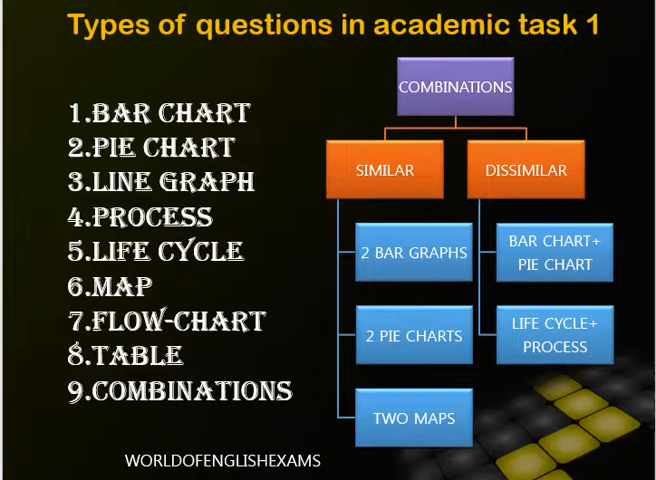 Types of questions in academic task 1
1.BAR CHART
2.PIE CHART
3.LINE GRAPH
4.PROCESS
5.LIFE CYCLE
6.MAP
7.FLOW-CHART
8.TABLE
9.COMBINATIONS
COMBINATIONS
SIMILAR
2 BAR GRAPHS
2 PIE CHARTS
TWO MAPS
DISSIMILAR
BAR CHART+
PIE CHART
LIFE CYCLE+
PROCESS
WORLDOFENGLISHEXAMS